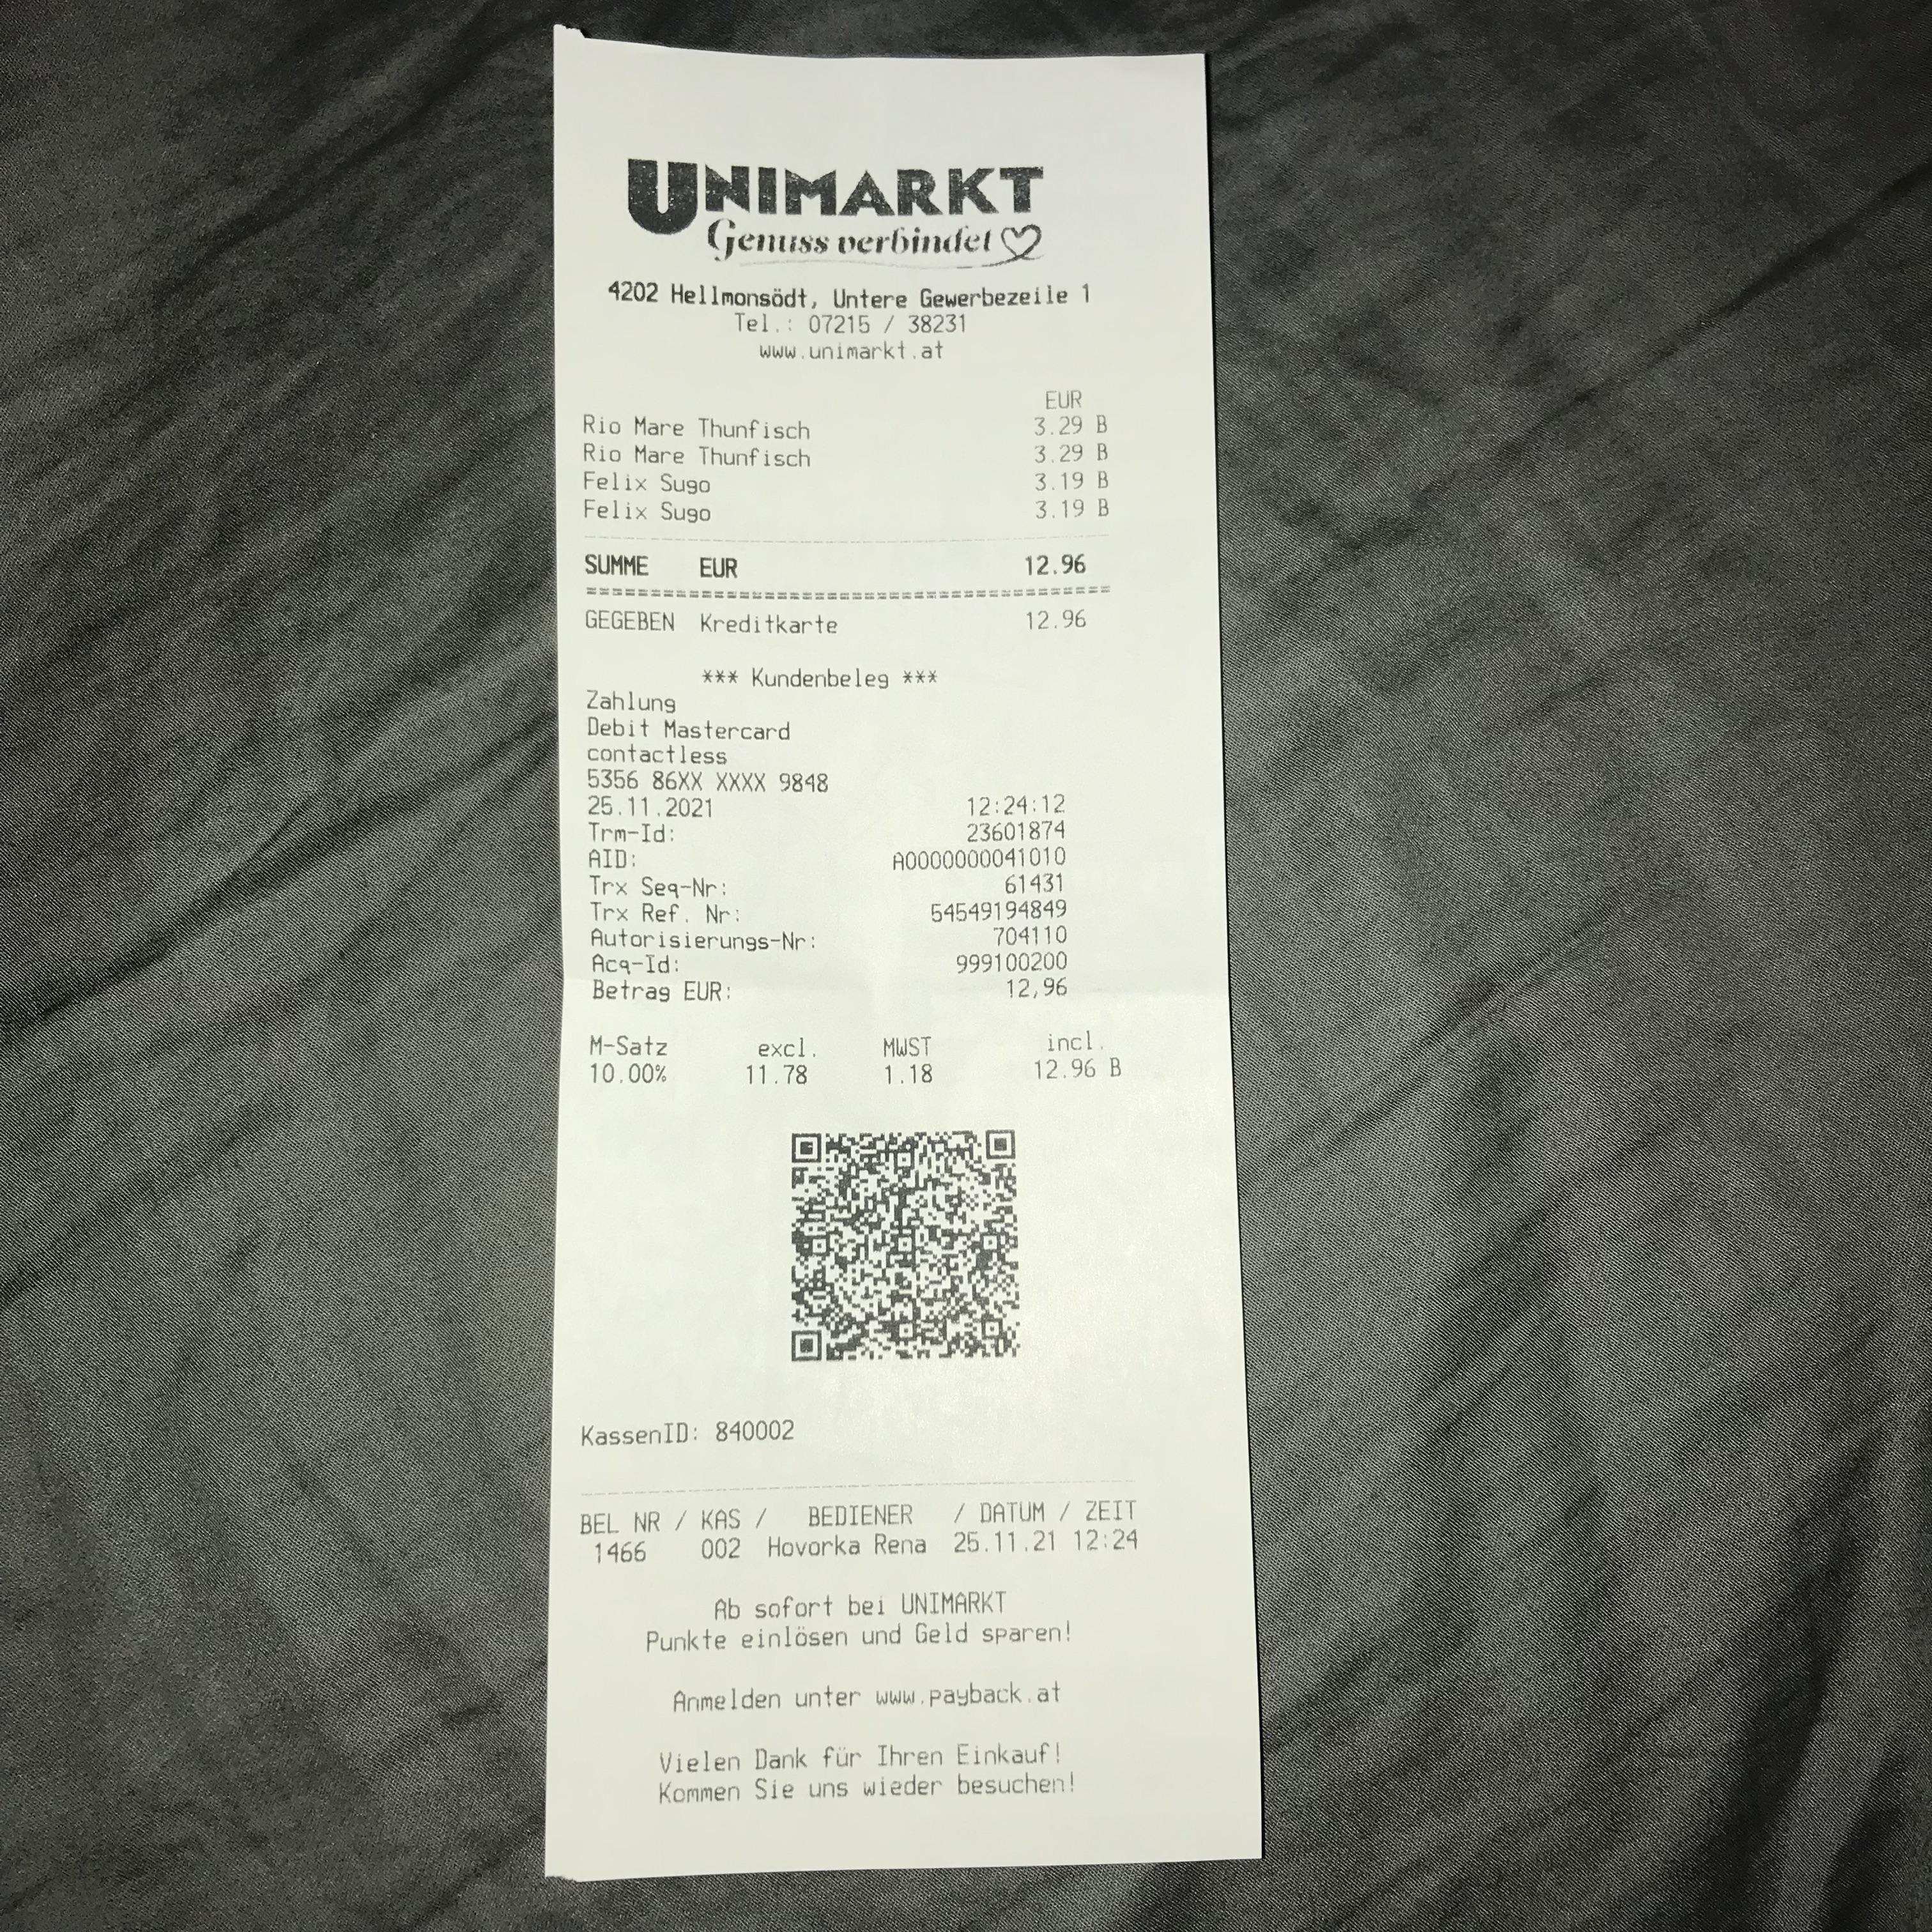 UNIMARKT
Genuss verbindet
4202 Hellmonsödt, Untere Gewerbezeile 1
Tel.: 07215 / 38231
www.unimarkt.at
EUR
Rio Mare Thunfisch 3.29 B
Rio Mare Thunfisch 3.29 B
Felix Sugo 3.19 B
Felix Sugo 3.19 B
SUMME EUR 12.96
GEGEBEN Kreditkarte 12.96
*** Kundenbeleg ***
Zahlung
Debit Mastercard
contactless
5356 86XX XXXX 9848
25.11.2021 12:24:12
Trm-Id: 23601874
AID: A0000000041010
Trx Seq-Nr: 61431
Trx Ref. Nr: 54549194849
Autorisierungs-Nr: 704110
Acq-Id: 999100200
Betrag EUR: 12,96
M-Satz excl. MWST incl.
10.00% 11.78 1.18 12.96 B
KassenID: 840002
BEL NR / KAS / BEDIENER / DATUM / ZEIT
1466 002 Hovorka Rena 25.11.21 12:24
Ab sofort bei UNIMARKT
Punkte einlösen und Geld sparen!
Anmelden unter www.payback.at
Vielen Dank für Ihren Einkauf!
Kommen Sie uns wieder besuchen!